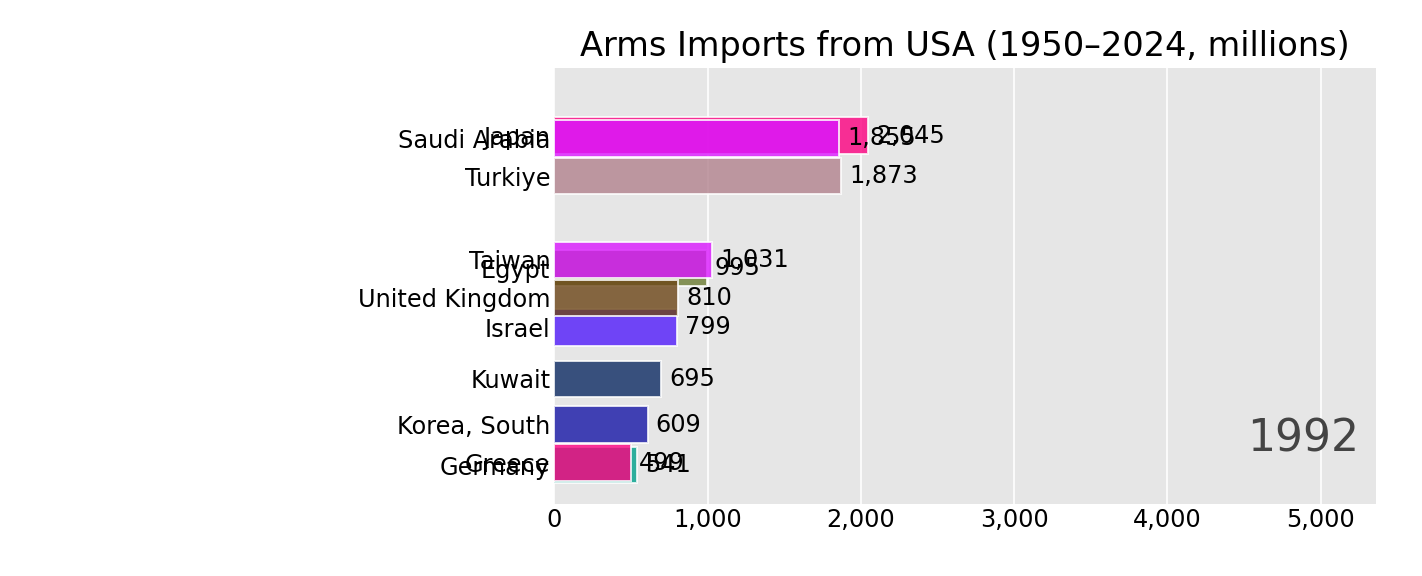 Arms Imports from USA (1950–2024, millions)
Japan 2,045
Saudi Arabia 1,855
Turkiye 1,873
Taiwan 1,031
Egypt 995
United Kingdom 810
Israel 799
Kuwait 695
Korea, South 609
Greece 499
Germany 541
1992
0 1,000 2,000 3,000 4,000 5,000